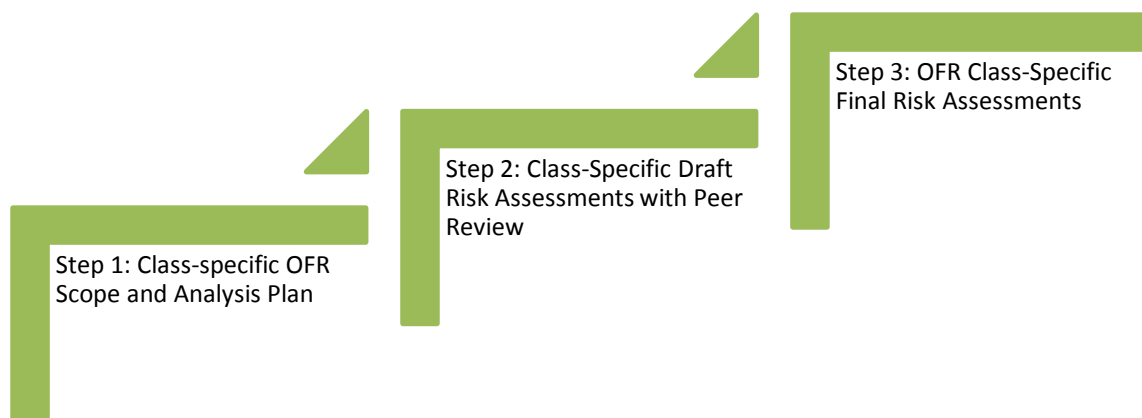 Step 1: Class-specific OFR
Scope and Analysis Plan
Step 2: Class-Specific Draft
Risk Assessments with Peer
Review
Step 3: OFR Class-Specific
Final Risk Assessments